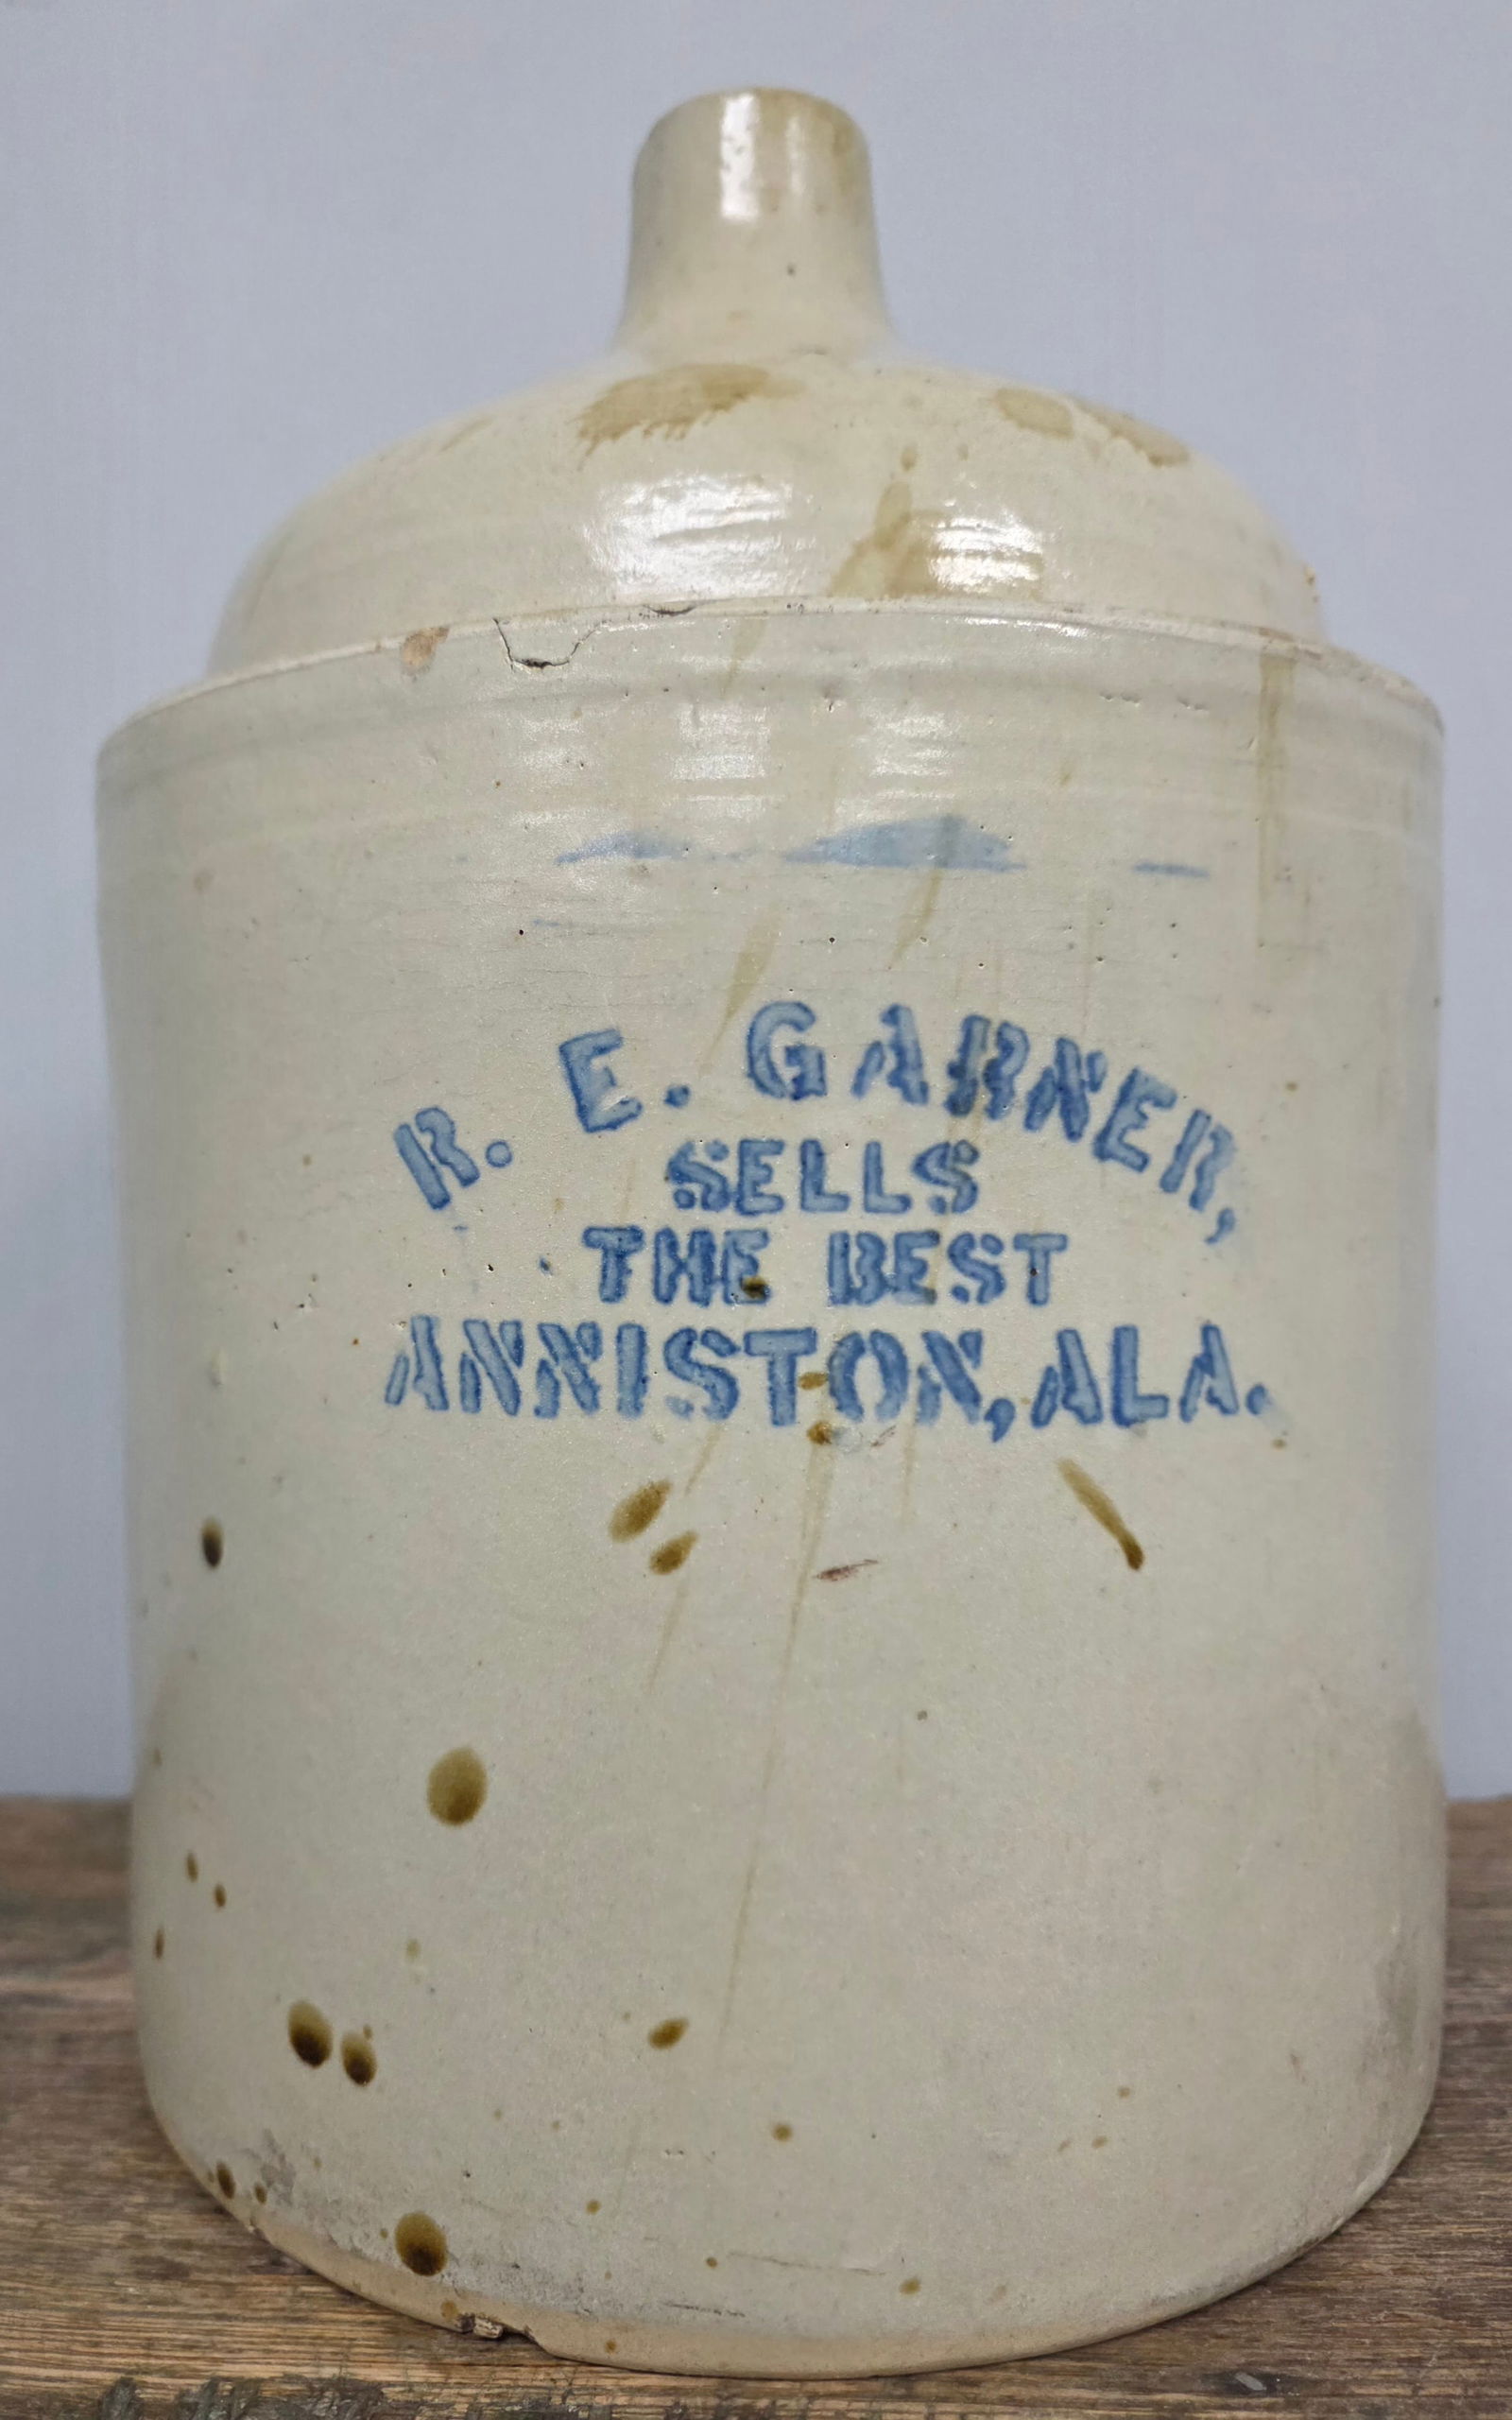 R. E. GARNER,
SELLS
THE BEST
ANNISTON, ALA.